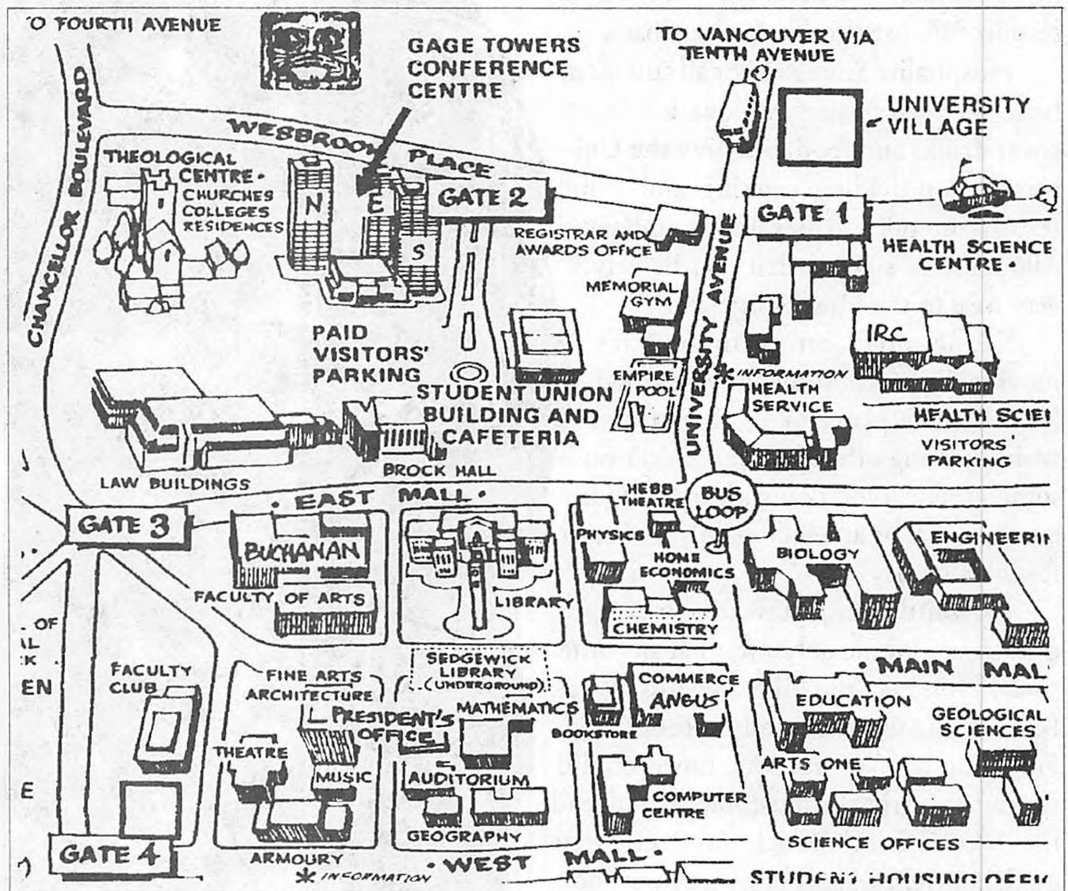 O FOURTH AVENUE
GAGE TOWERS
CONFERENCE
CENTRE
TO VANCOUVER VIA
TENTH AVENUE
UNIVERSITY
VILLAGE
CHANCELLOR BOULEVARD
WESBROOK PLACE
THEOLOGICAL
CENTRE·
CHURCHES
COLLEGES
RESIDENCES
N E
S
GATE 2
GATE 1
REGISTRAR AND
AWARDS OFFICE
HEALTH SCIENCE
CENTRE·
MEMORIAL
GYM
UNIVERSITY AVENUE
IRC
PAID
VISITORS'
PARKING
EMPIRE
POOL
* INFORMATION
HEALTH
SERVICE
STUDENT UNION
BUILDING AND
CAFETERIA
HEALTH SCIEI
VISITORS'
PARKING
BROCK HALL
LAW BUILDINGS
· EAST MALL ·
HEBB
THEATRE
BUS
LOOP
GATE 3
BUCHANAN
PHYSICS
HOME
ECONOMICS
BIOLOGY
ENGINEERIN
FACULTY OF ARTS
LIBRARY
CHEMISTRY
OF
EN
E
· MAIN MAL
FACULTY
CLUB
FINE ARTS
ARCHITECTURE
SEDGEWICK
LIBRARY
(UNDERGROUND)
COMMERCE
ANGUS
EDUCATION
GEOLOGICAL
SCIENCES
PRESIDENT'S
OFFICE
MATHEMATICS
BOOKSTORE
THEATRE
MUSIC
AUDITORIUM
ARTS ONE
COMPUTER
CENTRE
GEOGRAPHY
SCIENCE OFFICES
GATE 4
ARMOURY
* INFORMATION
· WEST MALL ·
STUDENT HOUSING